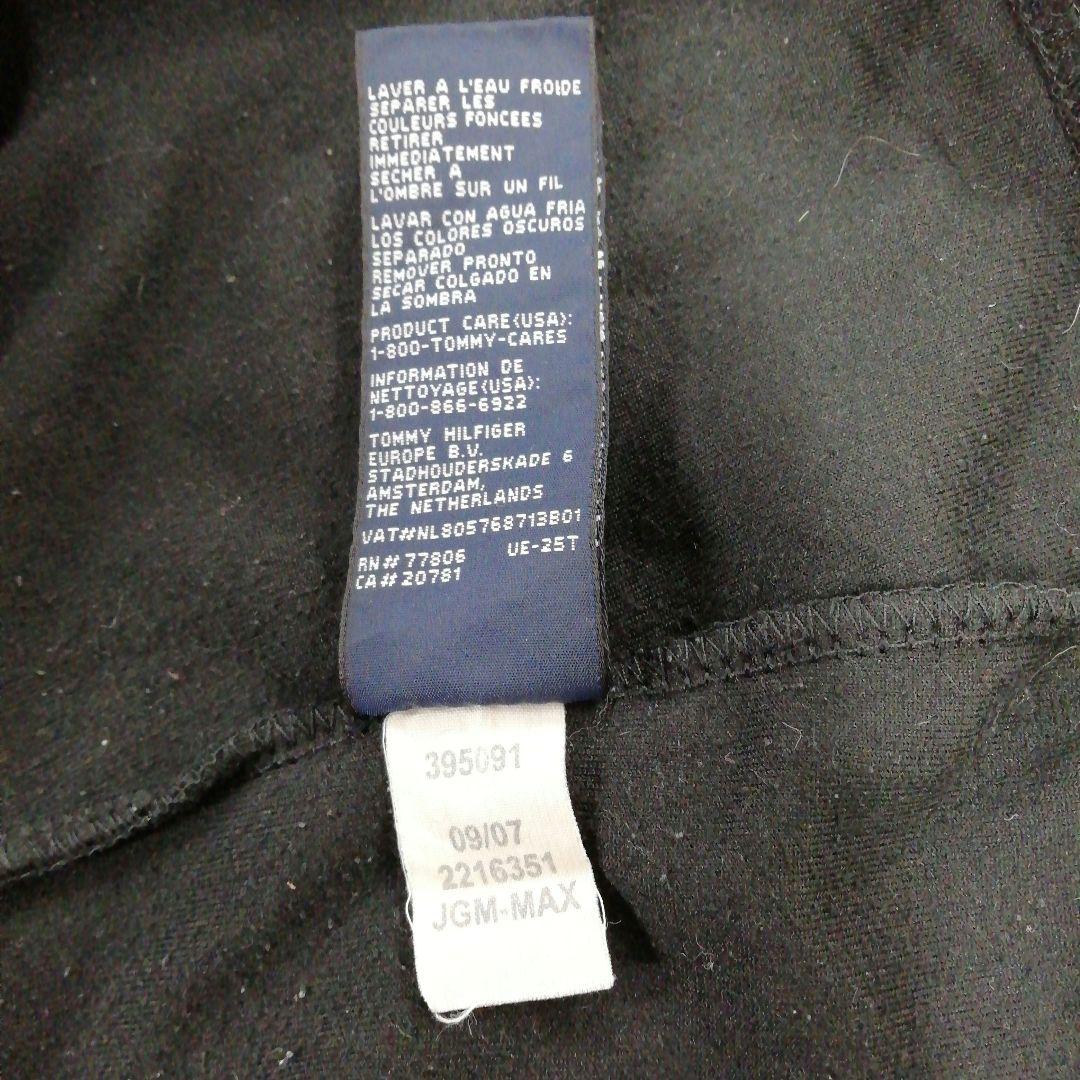 LAVER A L'EAU FROIDE
SEPARER LES
COULEURS FONCEES
RETIRER
IMMEDIATEMENT
SECHER A
L'OMBRE SUR UN FIL
LAVAR CON AGUA FRIA
LOS COLORES OSCUROS
SEPARADO
REMOVER PRONTO
SECAR COLGADO EN
LA SOMBRA
PRODUCT CARE(USA):
1-800-TOMMY-CARES
INFORMATION DE
NETTOYAGE(USA):
1-800-866-6922
TOMMY HILFIGER
EUROPE B.V.
STADHOUDERSKADE 6
AMSTERDAM,
THE NETHERLANDS
VAT#NL805768713B01
RN# 77806 UE-25T
CA# 20781
395091
09/07
2216351
JGM-MAX